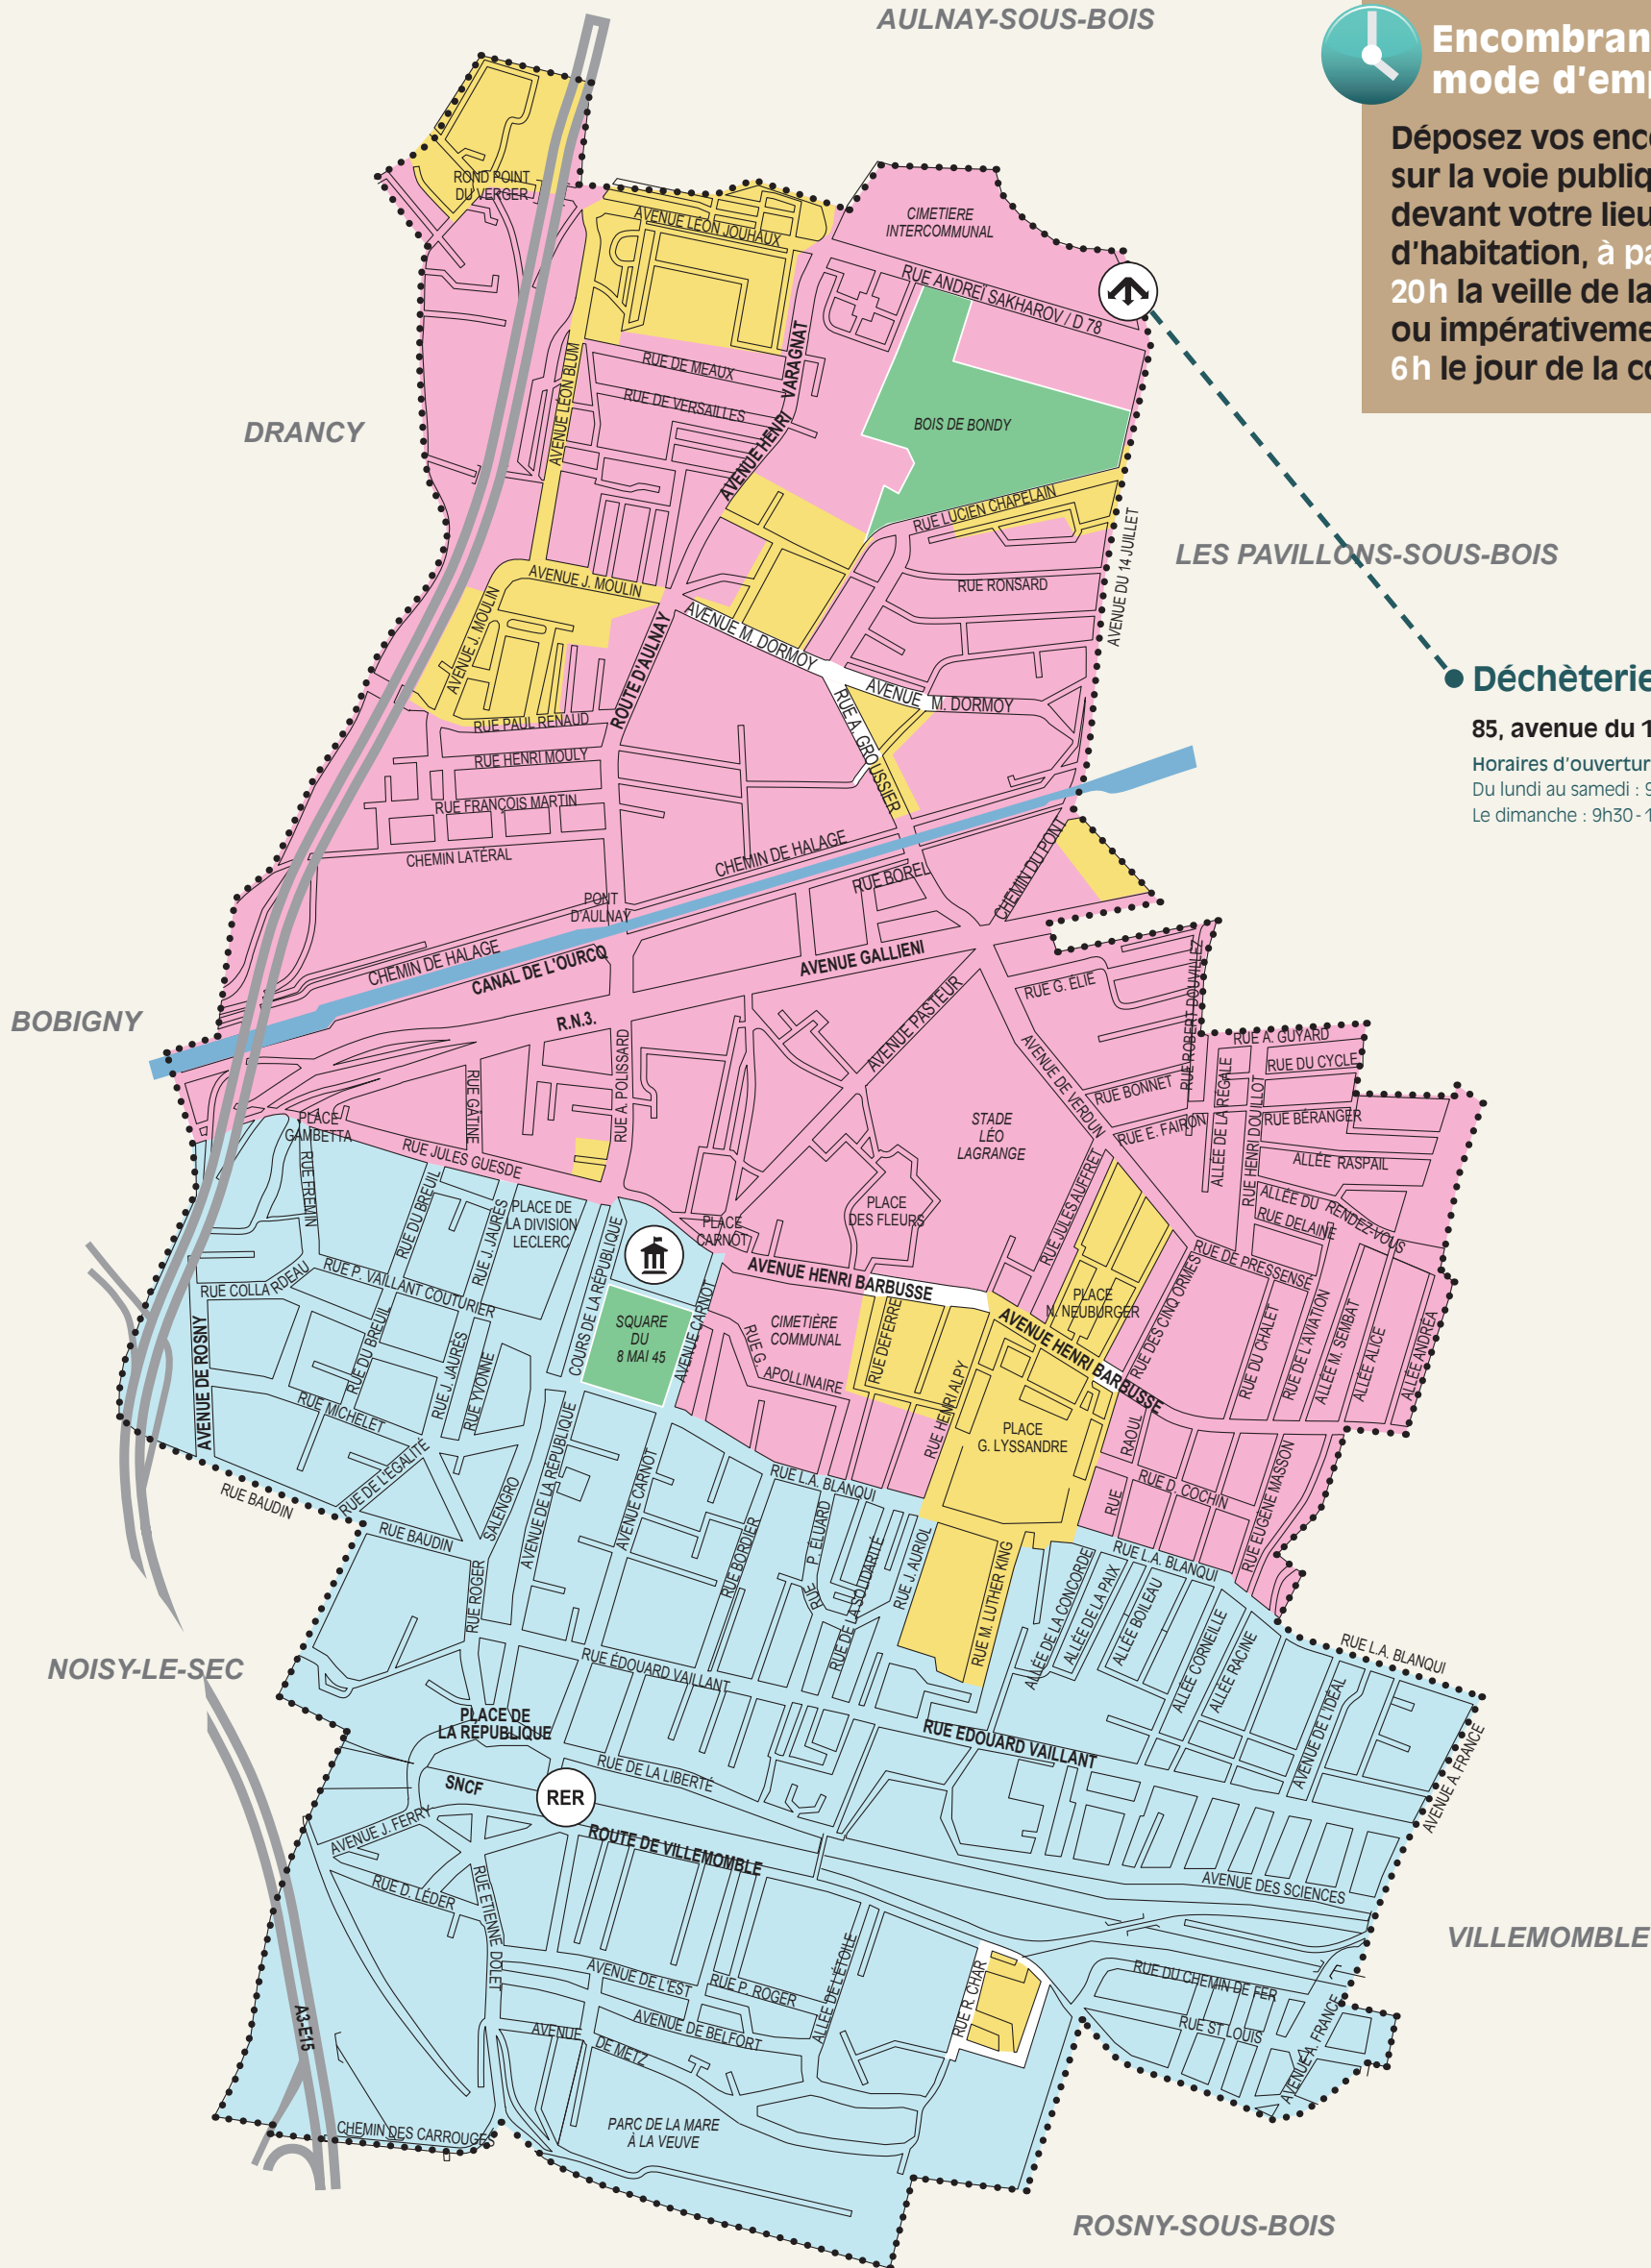 AULNAY-SOUS-BOIS
Encombran
mode d'emp
Déposez vos enco
sur la voie publiq
devant votre lieu
d'habitation, à pa
20h la veille de la
ou impérativeme
6h le jour de la co
ROND POINT
DU VERGER
AVENUE LÉON JOUHAUX
CIMETIERE
INTERCOMMUNAL
RUE ANDREÏ SAKHAROV / D 78
AVENUE LÉON BLUM
RUE DE MEAUX
RUE DE VERSAILLES
AVENUE HENRI VARAGNAT
BOIS DE BONDY
DRANCY
RUE LUCIEN CHAPELAIN
AVENUE DU 14 JUILLET
LES PAVILLONS-SOUS-BOIS
AVENUE J. MOULIN
AVENUE J. MOULIN
RUE RONSARD
AVENUE M. DORMOY
ROUTE D'AULNAY
AVENUE M. DORMOY
RUE A. GROUSSIER
Déchèterie
85, avenue du 1
Horaires d'ouvertur
Du lundi au samedi : 9
Le dimanche : 9h30-1
RUE PAUL RENAUD
RUE HENRI MOULY
RUE FRANÇOIS MARTIN
CHEMIN LATÉRAL
CHEMIN DE HALAGE
RUE BOREL
CHEMIN DU PONT
PONT
D'AULNAY
CHEMIN DE HALAGE
CANAL DE L'OURCQ
AVENUE GALLIENI
R.N.3.
BOBIGNY
RUE G. ÉLIE
RUE ROBERT DOUVILLEZ
AVENUE PASTEUR
AVENUE DE VERDUN
RUE A. GUYARD
RUE DU CYCLE
RUE BONNET
RUE BÉRANGER
RUE E. FAIRON
ALLÉE DE LA RÉGALE
RUE HENRI DOUILLOT
ALLÉE RASPAIL
ALLÉE DU RENDEZ-VOUS
RUE DELAINE
RUE DE PRESSENSÉ
RUE GÂTINE
RUE A. POLISSARD
PLACE
GAMBETTA
RUE JULES GUESDE
STADE
LÉO
LAGRANGE
RUE JULES AUFFRET
PLACE
DES FLEURS
PLACE
CARNOT
PLACE DE
LA DIVISION
LECLERC
RUE FREMIN
RUE DU BREUIL
RUE J. JAURES
COURS DE LA RÉPUBLIQUE
AVENUE HENRI BARBUSSE
RUE COLLARDEAU
RUE P. VAILLANT COUTURIER
SQUARE
DU
8 MAI 45
AVENUE CARNOT
CIMETIÈRE
COMMUNAL
RUE G. APOLLINAIRE
RUE DEFERRE
PLACE
N. NEUBURGER
AVENUE HENRI BARBUSSE
RUE DES CINQ ORMES
RUE DU CHALET
RUE DE L'AVIATION
ALLÉE M. SEMBAT
ALLÉE ALICE
ALLÉE ANDRÉA
AVENUE DE ROSNY
RUE DU BREUIL
RUE J. JAURÈS
RUE YVONNE
RUE MICHELET
RUE HENRI ALPY
PLACE
G. LYSSANDRE
RUE RAOUL
RUE D. COCHIN
RUE EUGÈNE MASSON
RUE BAUDIN
RUE DE L'EGALITÉ
RUE BAUDIN
RUE ROGER SALENGRO
AVENUE DE LA RÉPUBLIQUE
AVENUE CARNOT
RUE L.A. BLANQUI
RUE BORDIER
RUE P. ÉLUARD
RUE DE LA SOLIDARITÉ
RUE J. AURIOL
RUE M. LUTHER KING
RUE L.A. BLANQUI
ALLÉE DE LA CONCORDE
ALLÉE DE LA PAIX
ALLÉE BOILEAU
ALLÉE CORNEILLE
ALLÉE RACINE
RUE L.A. BLANQUI
NOISY-LE-SEC
RUE ÉDOUARD VAILLANT
RUE EDOUARD VAILLANT
AVENUE DE L'IDÉAL
AVENUE A. FRANCE
PLACE DE
LA RÉPUBLIQUE
RUE DE LA LIBERTÉ
SNCF
RER
AVENUE J. FERRY
ROUTE DE VILLEMOMBLE
RUE D. LÉDER
RUE ETIENNE DOLET
AVENUE DES SCIENCES
VILLEMOMBLE
AVENUE DE L'EST
RUE P. ROGER
ALLÉE DE L'ÉTOILE
AVENUE DE BELFORT
AVENUE DE METZ
RUE R. CHAR
RUE DU CHEMIN DE FER
RUE ST LOUIS
AVENUE A. FRANCE
A3-E15
CHEMIN DES CARROUGES
PARC DE LA MARE
À LA VEUVE
ROSNY-SOUS-BOIS